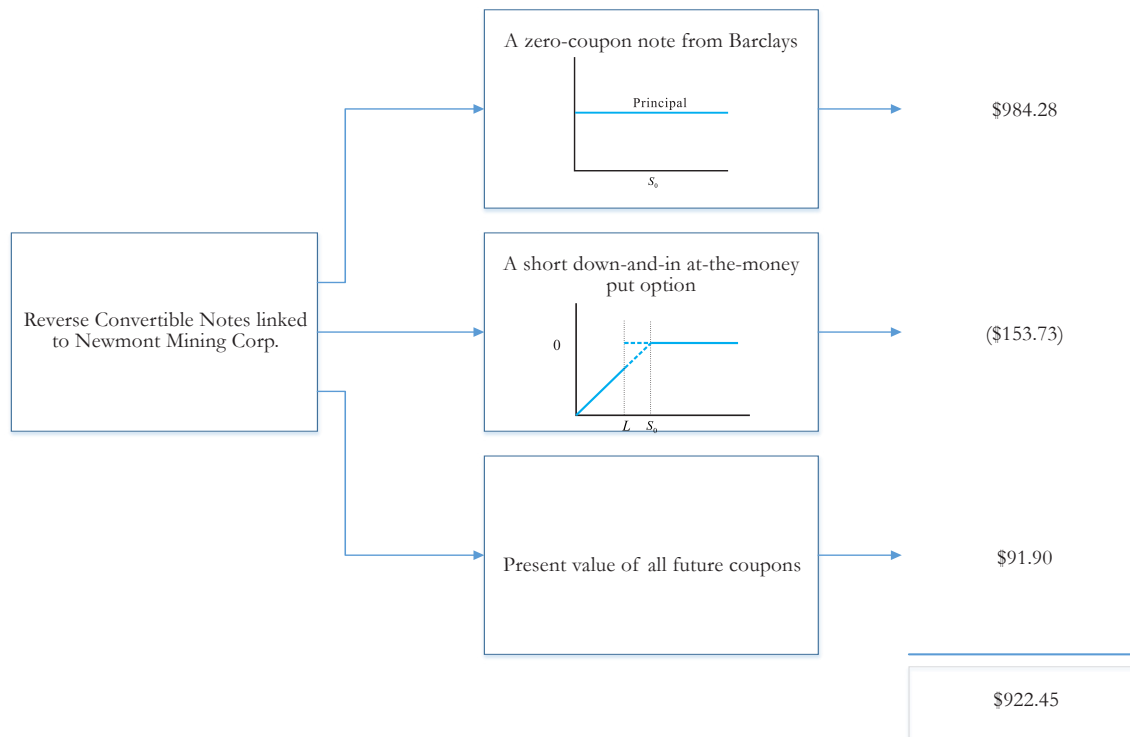 A zero-coupon note from Barclays
Principal
S₀
$984.28
Reverse Convertible Notes linked
to Newmont Mining Corp.
A short down-and-in at-the-money
put option
0
L S₀
($153.73)
Present value of all future coupons
$91.90
$922.45